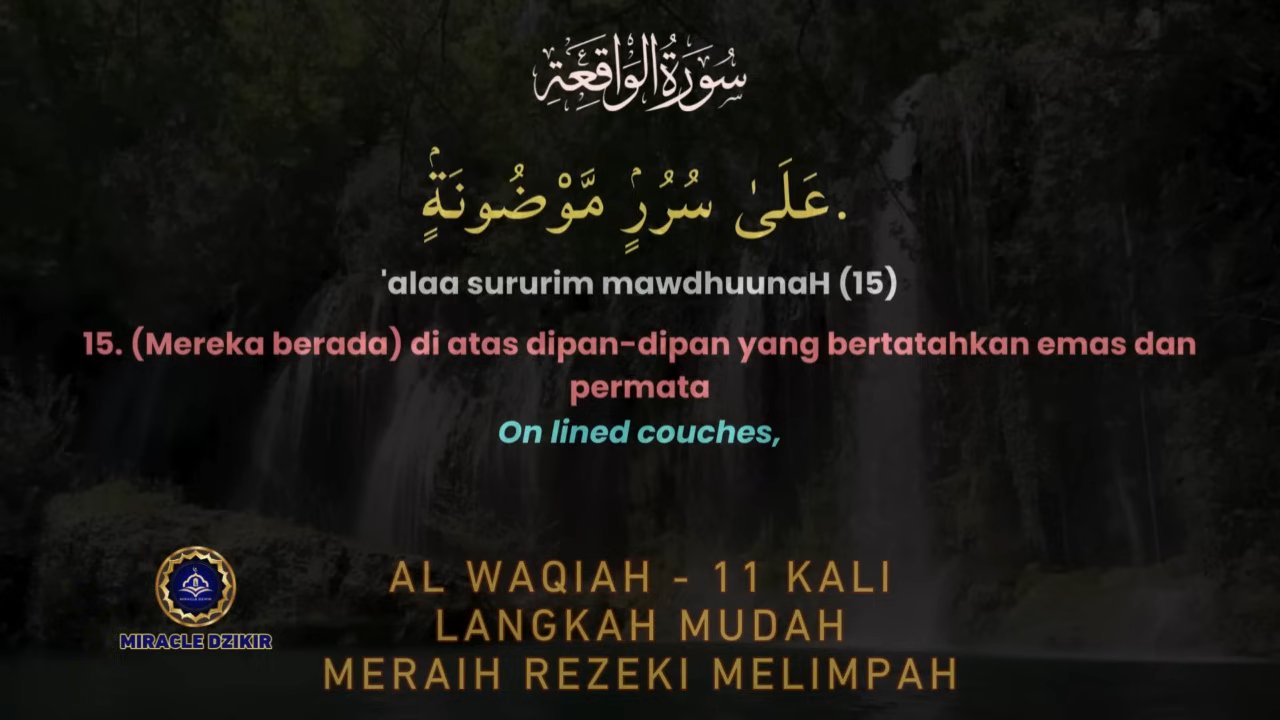 سُورَةُ الْوَاقِعَةِ
عَلَىٰ سُرُرٍۢ مَّوْضُونَةٍۢ.
'alaa sururim mawdhuunaH (15)
15. (Mereka berada) di atas dipan-dipan yang bertatahkan emas dan
permata
On lined couches,
AL WAQIAH - 11 KALI
LANGKAH MUDAH
MERAIH REZEKI MELIMPAH
MIRACLE DZIKIR